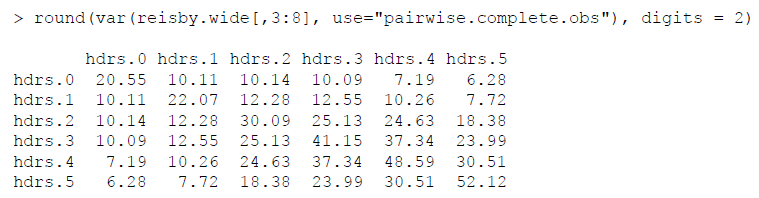 > round(var(reisby.wide[,3:8], use="pairwise.complete.obs"), digits = 2)
hdrs.0 hdrs.1 hdrs.2 hdrs.3 hdrs.4 hdrs.5
hdrs.0 20.55 10.11 10.14 10.09 7.19 6.28
hdrs.1 10.11 22.07 12.28 12.55 10.26 7.72
hdrs.2 10.14 12.28 30.09 25.13 24.63 18.38
hdrs.3 10.09 12.55 25.13 41.15 37.34 23.99
hdrs.4 7.19 10.26 24.63 37.34 48.59 30.51
hdrs.5 6.28 7.72 18.38 23.99 30.51 52.12